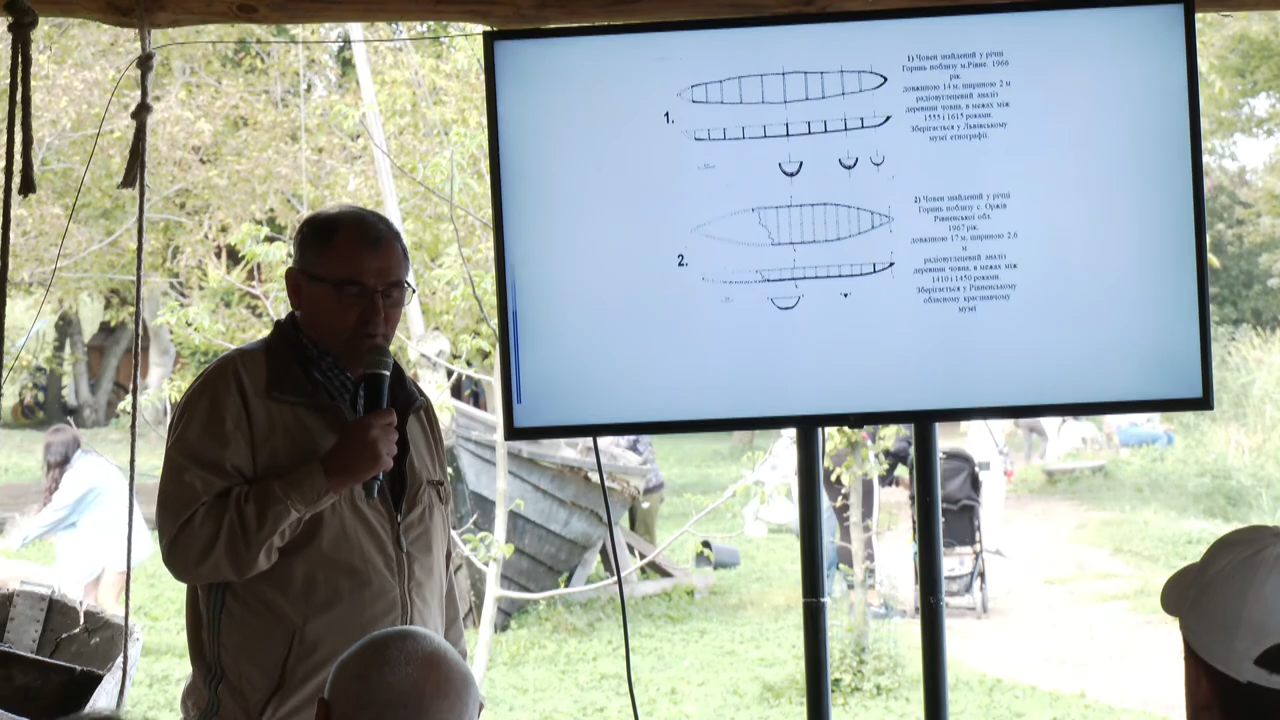 1) Човен знайдений у річці
Горинь поблизу м.Рівне. 1966
рік.
довжиною 14 м, шириною 2 м
радіовуглецевий аналіз
деревини човна, в межах між
1555 і 1615 роками.
Зберігається у Львівському
музеї етнографії.
1.
2) Човен знайдений у річці
Горинь поблизу с. Оржів
Рівненської обл.
1967 рік.
довжиною 17 м, шириною 2.6
м
радіовуглецевий аналіз
деревини човна, в межах між
1410 і 1450 роками.
Зберігається у Рівненському
обласному краєзнавчому
музеї
2.